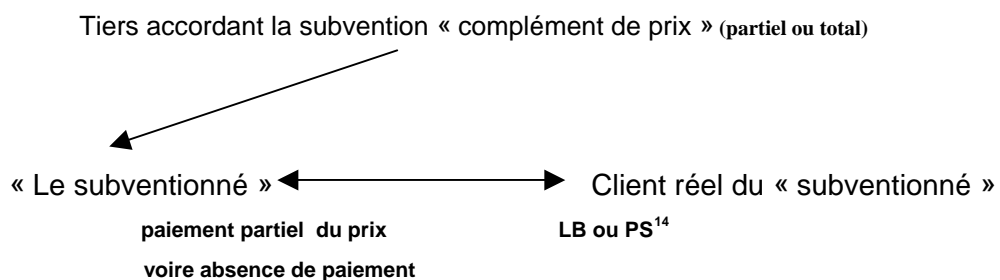 Tiers accordant la subvention « complément de prix » (partiel ou total)
« Le subventionné » Client réel du « subventionné »
paiement partiel du prix LB ou PS14
voire absence de paiement